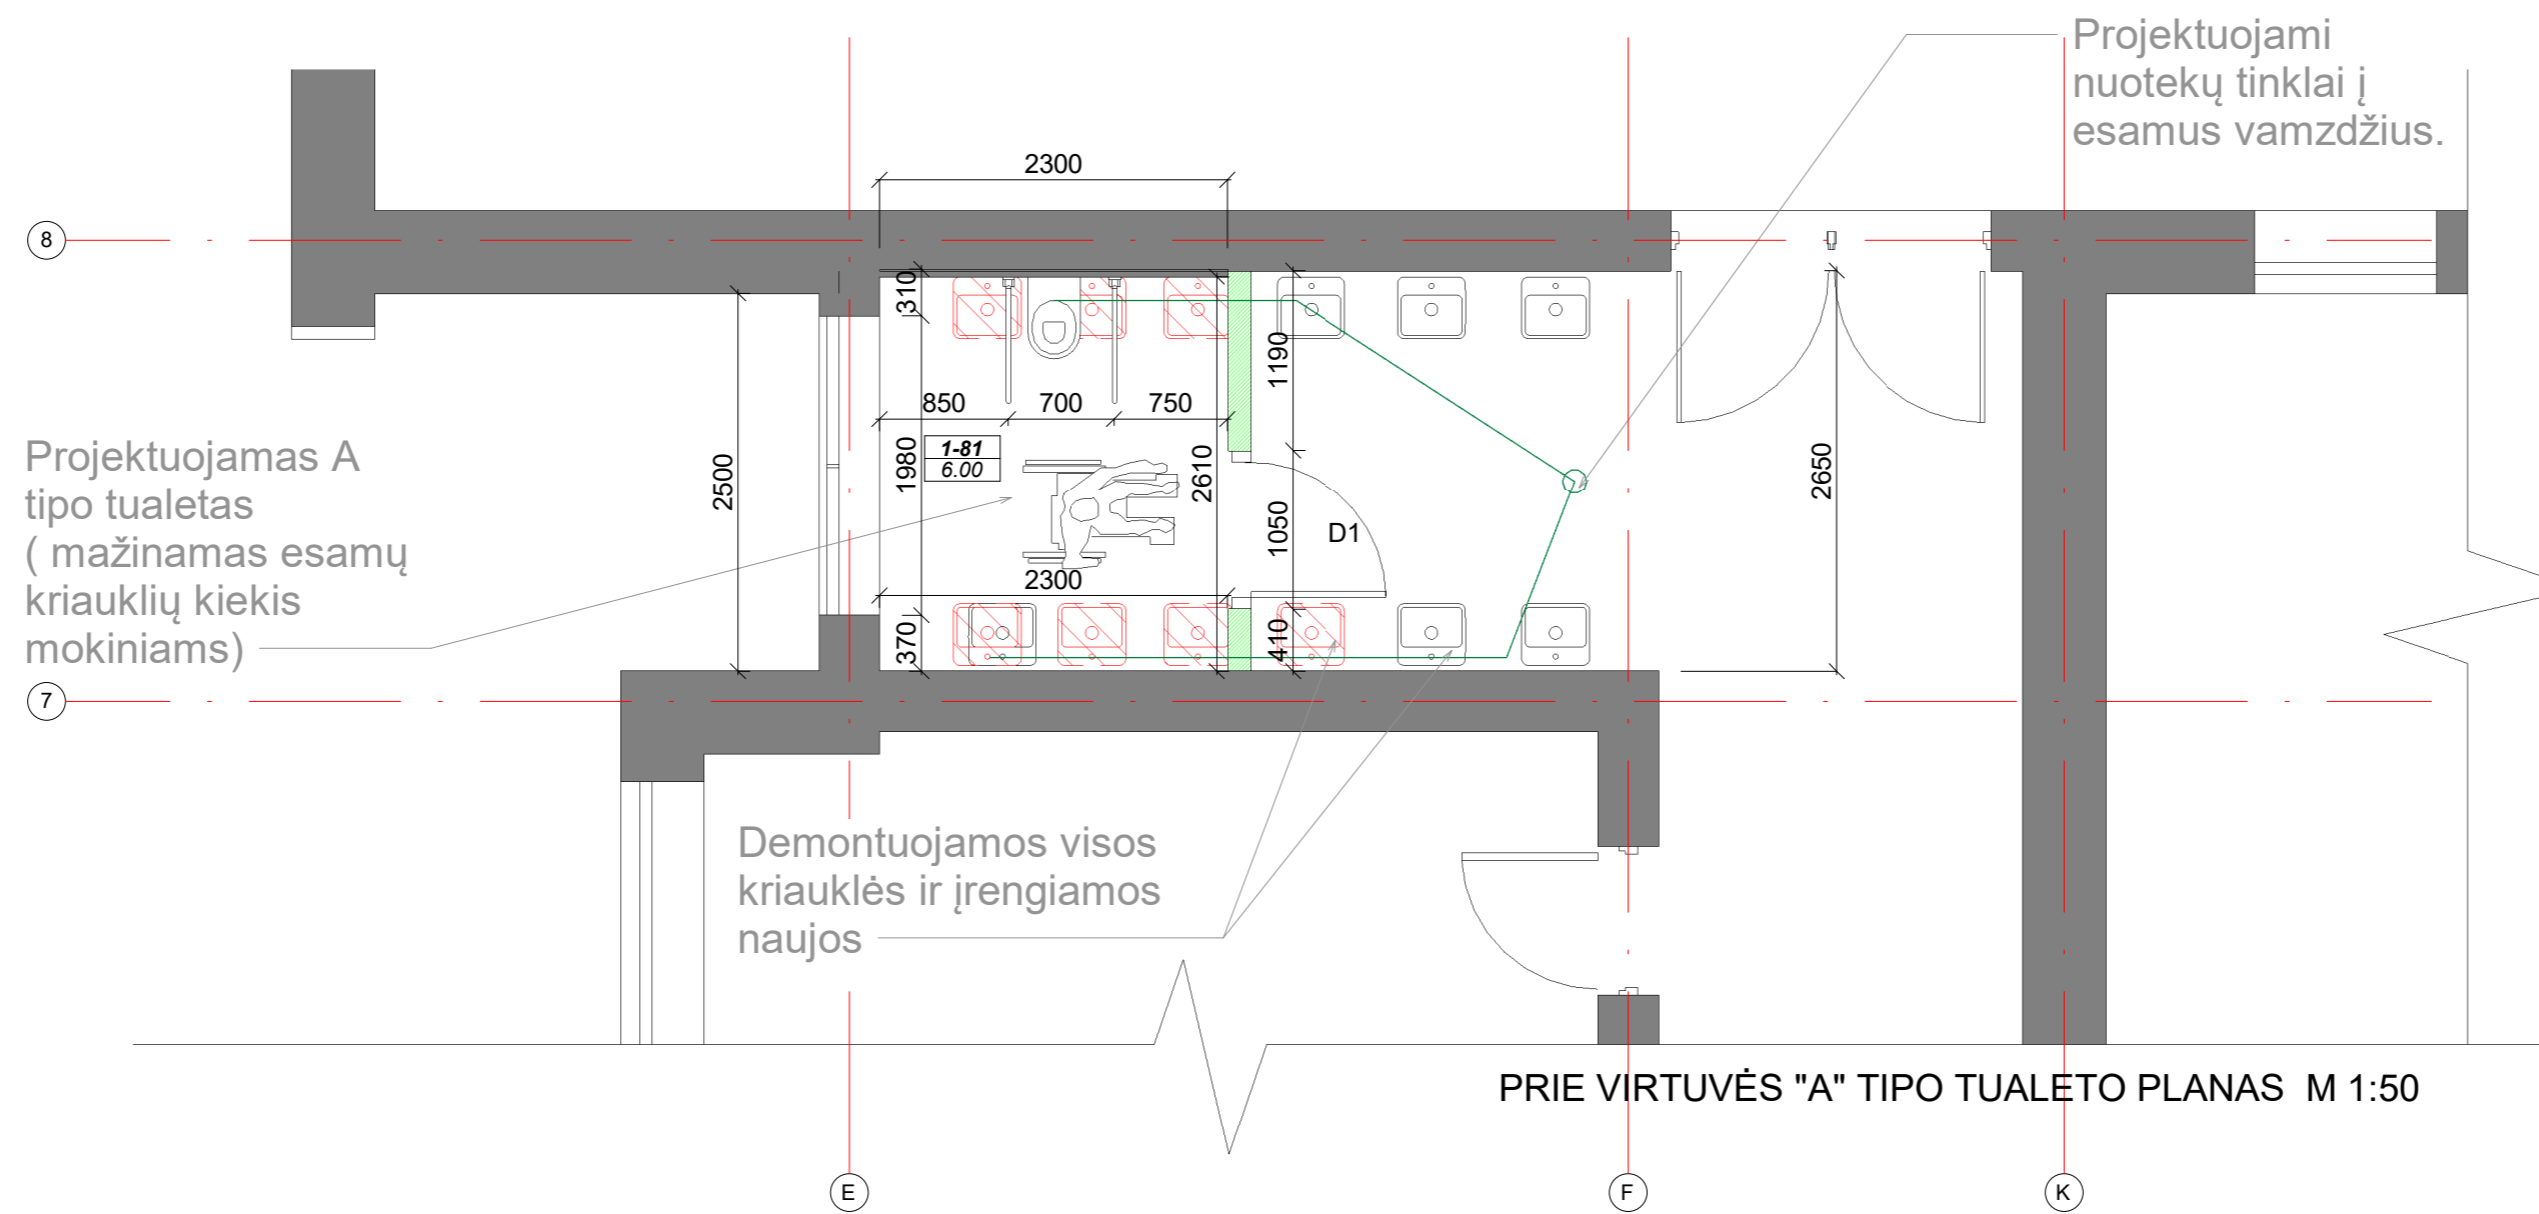 Projektuojami
nuotekų tinklai į
esamus vamzdžius.
2300
8
310
1190
850
700
750
Projektuojamas A
tipo tualetas
( mažinamas esamų
kriauklių kiekis
mokiniams)
2500
1980
1-81
6.00
2610
2650
1050
D1
2300
370
410
7
Demontuojamos visos
kriauklės ir įrengiamos
naujos
PRIE VIRTUVĖS "A" TIPO TUALETO PLANAS M 1:50
E
F
K